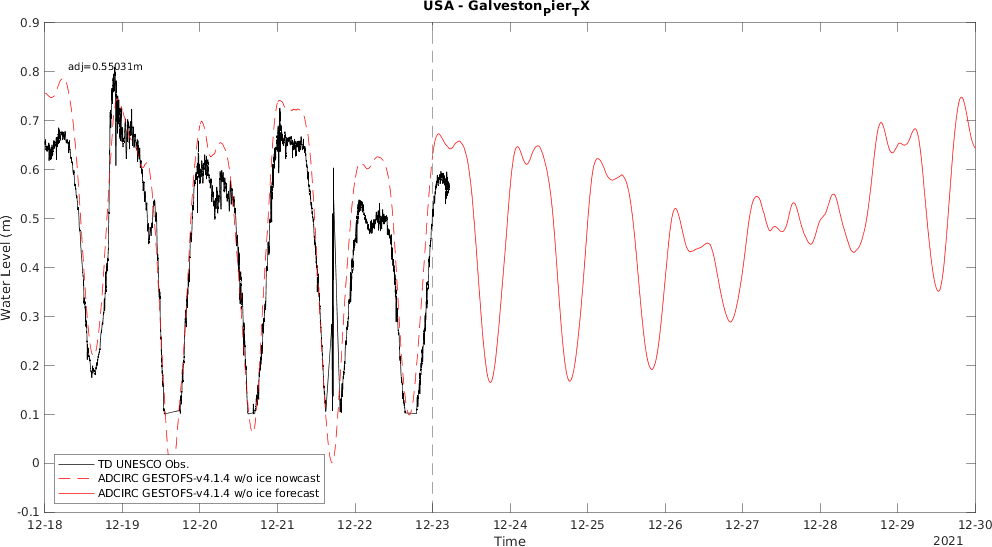 USA - Galveston_Pier_TX
adj=0.55031m
0.9
0.8
0.7
0.6
0.5
0.4
0.3
0.2
0.1
0
-0.1
Water Level (m)
TD UNESCO Obs.
ADCIRC GESTOFS-v4.1.4 w/o ice nowcast
ADCIRC GESTOFS-v4.1.4 w/o ice forecast
12-18 12-19 12-20 12-21 12-22 12-23 12-24 12-25 12-26 12-27 12-28 12-29 12-30
Time
2021